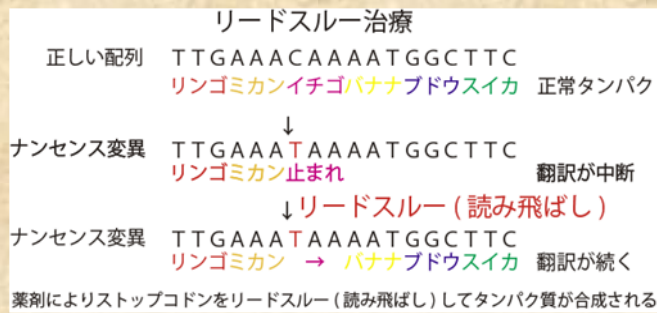 リードスルー治療
正しい配列 TTGAAACAAAATGGCTTC
リンゴミカンイチゴバナナブドウスイカ 正常タンパク
↓
ナンセンス変異 TTGAAATAAAATGGCTTC
リンゴミカン止まれ 翻訳が中断
↓リードスルー(読み飛ばし)
ナンセンス変異 TTGAAATAAAATGGCTTC
リンゴミカン → バナナブドウスイカ 翻訳が続く
薬剤によりストップコドンをリードスルー(読み飛ばし)してタンパク質が合成される